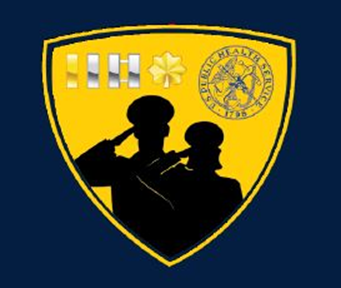 U.S. PUBLIC HEALTH SERVICE
1798